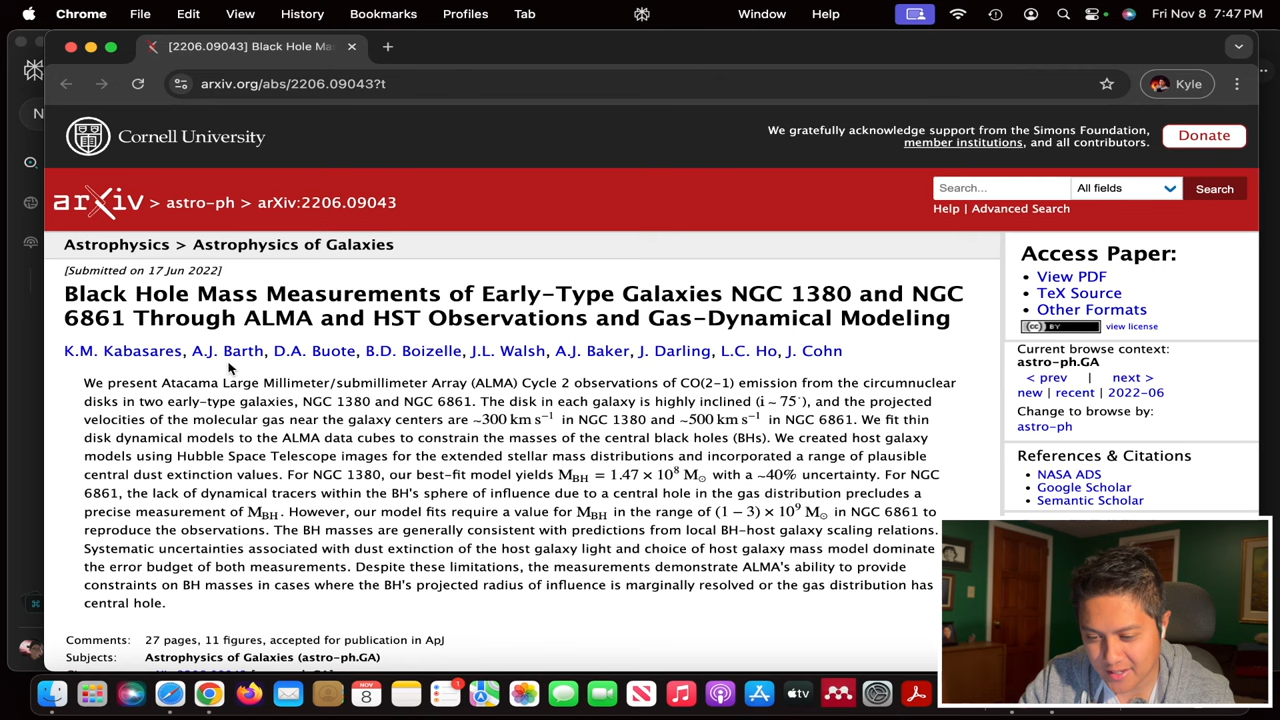 Chrome File Edit View History Bookmarks Profiles Tab Window Help Fri Nov 8 7:47 PM
[2206.09043] Black Hole Ma
arxiv.org/abs/2206.09043?t Kyle
Cornell University
We gratefully acknowledge support from the Simons Foundation,
member institutions, and all contributors.
Donate
arXiv > astro-ph > arXiv:2206.09043
Search... All fields Search
Help | Advanced Search
Astrophysics > Astrophysics of Galaxies
[Submitted on 17 Jun 2022]
Black Hole Mass Measurements of Early-Type Galaxies NGC 1380 and NGC
6861 Through ALMA and HST Observations and Gas-Dynamical Modeling
K.M. Kabasares, A.J. Barth, D.A. Buote, B.D. Boizelle, J.L. Walsh, A.J. Baker, J. Darling, L.C. Ho, J. Cohn
We present Atacama Large Millimeter/submillimeter Array (ALMA) Cycle 2 observations of CO(2-1) emission from the circumnuclear
disks in two early-type galaxies, NGC 1380 and NGC 6861. The disk in each galaxy is highly inclined (i ~ 75°), and the projected
velocities of the molecular gas near the galaxy centers are ~300 km s⁻¹ in NGC 1380 and ~500 km s⁻¹ in NGC 6861. We fit thin
disk dynamical models to the ALMA data cubes to constrain the masses of the central black holes (BHs). We created host galaxy
models using Hubble Space Telescope images for the extended stellar mass distributions and incorporated a range of plausible
central dust extinction values. For NGC 1380, our best-fit model yields M_BH = 1.47 × 10⁸ M_⊙ with a ~40% uncertainty. For NGC
6861, the lack of dynamical tracers within the BH's sphere of influence due to a central hole in the gas distribution precludes a
precise measurement of M_BH. However, our model fits require a value for M_BH in the range of (1 − 3) × 10⁹ M_⊙ in NGC 6861 to
reproduce the observations. The BH masses are generally consistent with predictions from local BH-host galaxy scaling relations.
Systematic uncertainties associated with dust extinction of the host galaxy light and choice of host galaxy mass model dominate
the error budget of both measurements. Despite these limitations, the measurements demonstrate ALMA's ability to provide
constraints on BH masses in cases where the BH's projected radius of influence is marginally resolved or the gas distribution has
central hole.
Comments: 27 pages, 11 figures, accepted for publication in ApJ
Subjects: Astrophysics of Galaxies (astro-ph.GA)
Access Paper:
View PDF
TeX Source
Other Formats
(cc) BY view license
Current browse context:
astro-ph.GA
< prev | next >
new | recent | 2022-06
Change to browse by:
astro-ph
References & Citations
NASA ADS
Google Scholar
Semantic Scholar
NOV
8
1
tv